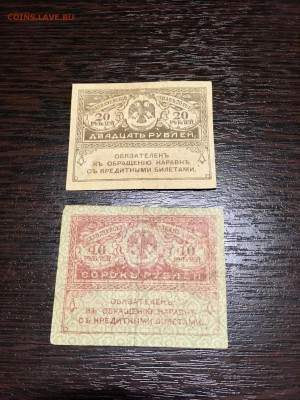 COINS.LAVE.RU
20 20
РУБЛЕЙ РУБЛЕЙ
ДВАДЦАТЬ РУБЛЕЙ
ОБЯЗАТЕЛЕНЪ
КЪ ОБРАЩЕНІЮ НАРАВНѢ
СЪ КРЕДИТНЫМИ БИЛЕТАМИ.
40 40
СОРОКЪ РУБЛЕЙ
ОБЯЗАТЕЛЕНЪ
КЪ ОБРАЩЕНІЮ НАРАВНѢ
СЪ КРЕДИТНЫМИ БИЛЕТАМИ.